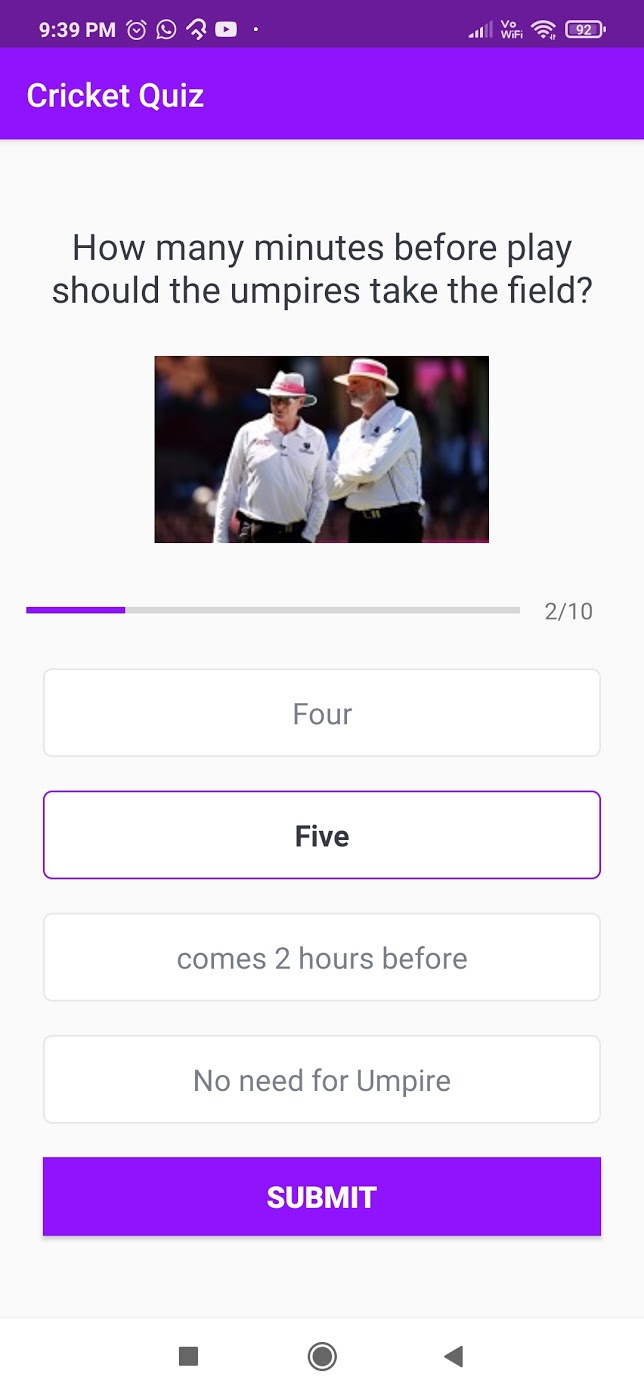 9:39 PM Vo WiFi 92
Cricket Quiz
How many minutes before play
should the umpires take the field?
2/10
Four
Five
comes 2 hours before
No need for Umpire
SUBMIT